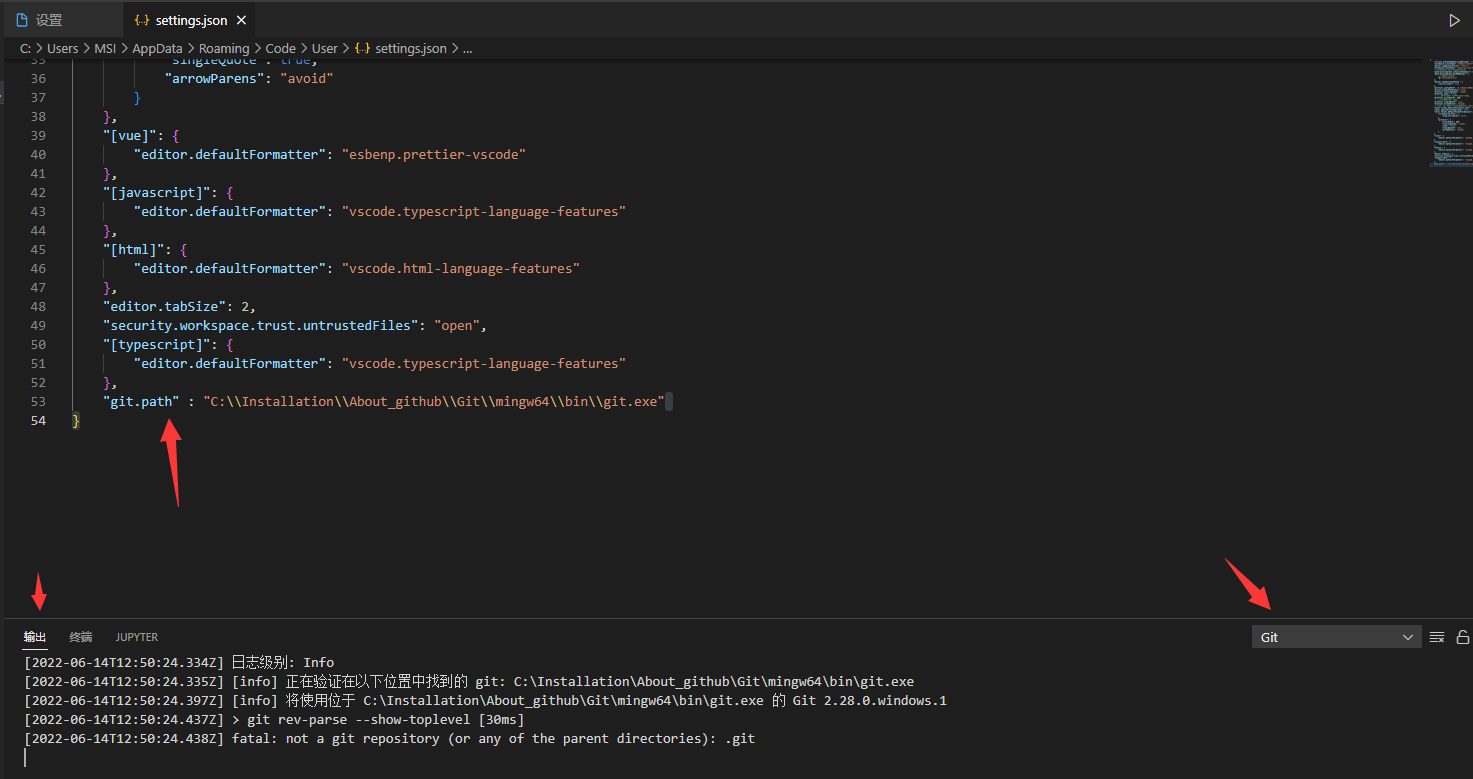 设置
{..} settings.json ×
C: > Users > MSI > AppData > Roaming > Code > User > {..} settings.json > ...
35 "singleQuote": true,
36 "arrowParens": "avoid"
37 }
38 },
39 "[vue]": {
40 "editor.defaultFormatter": "esbenp.prettier-vscode"
41 },
42 "[javascript]": {
43 "editor.defaultFormatter": "vscode.typescript-language-features"
44 },
45 "[html]": {
46 "editor.defaultFormatter": "vscode.html-language-features"
47 },
48 "editor.tabSize": 2,
49 "security.workspace.trust.untrustedFiles": "open",
50 "[typescript]": {
51 "editor.defaultFormatter": "vscode.typescript-language-features"
52 },
53 "git.path" : "C:\\Installation\\About_github\\Git\\mingw64\\bin\\git.exe"
54 }
输出 终端 JUPYTER Git
[2022-06-14T12:50:24.334Z] 日志级别: Info
[2022-06-14T12:50:24.335Z] [info] 正在验证在以下位置中找到的 git: C:\Installation\About_github\Git\mingw64\bin\git.exe
[2022-06-14T12:50:24.397Z] [info] 将使用位于 C:\Installation\About_github\Git\mingw64\bin\git.exe 的 Git 2.28.0.windows.1
[2022-06-14T12:50:24.437Z] > git rev-parse --show-toplevel [30ms]
[2022-06-14T12:50:24.438Z] fatal: not a git repository (or any of the parent directories): .git